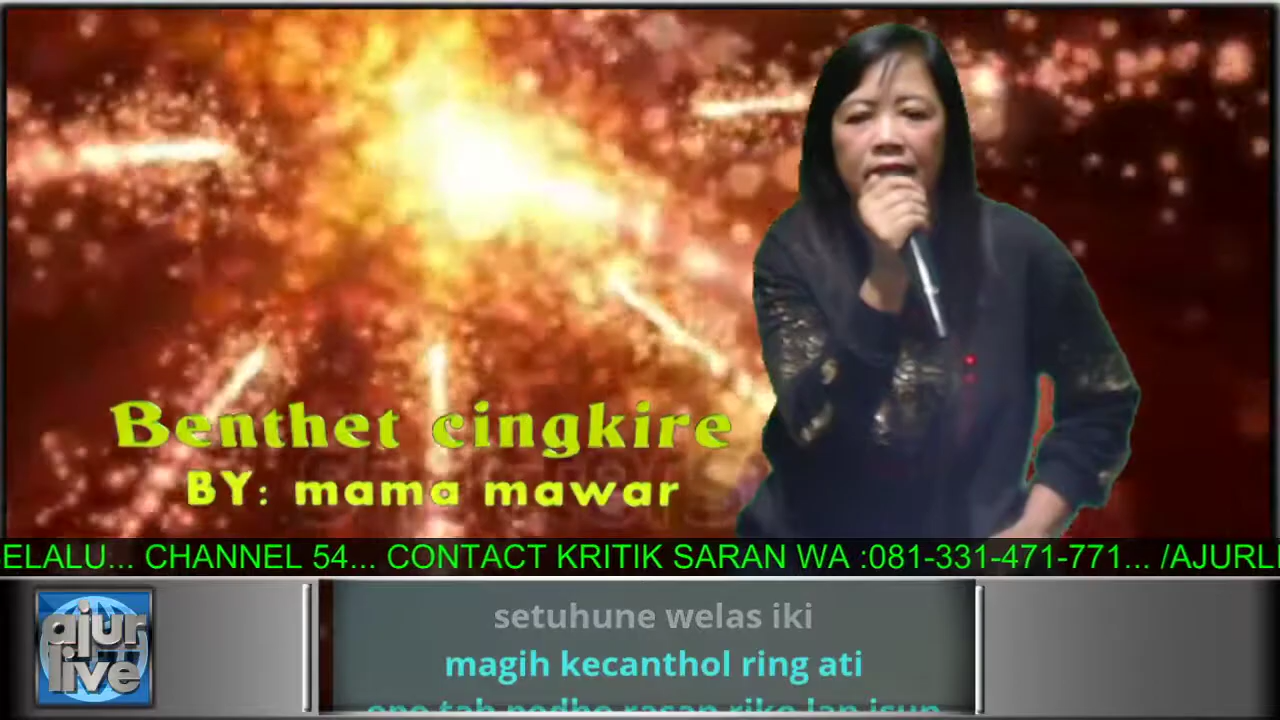 Benthet cingkire
BY: mama mawar
ELALU... CHANNEL 54... CONTACT KRITIK SARAN WA :081-331-471-771... /AJURL
ajur
live
setuhune welas iki
magih kecanthol ring ati